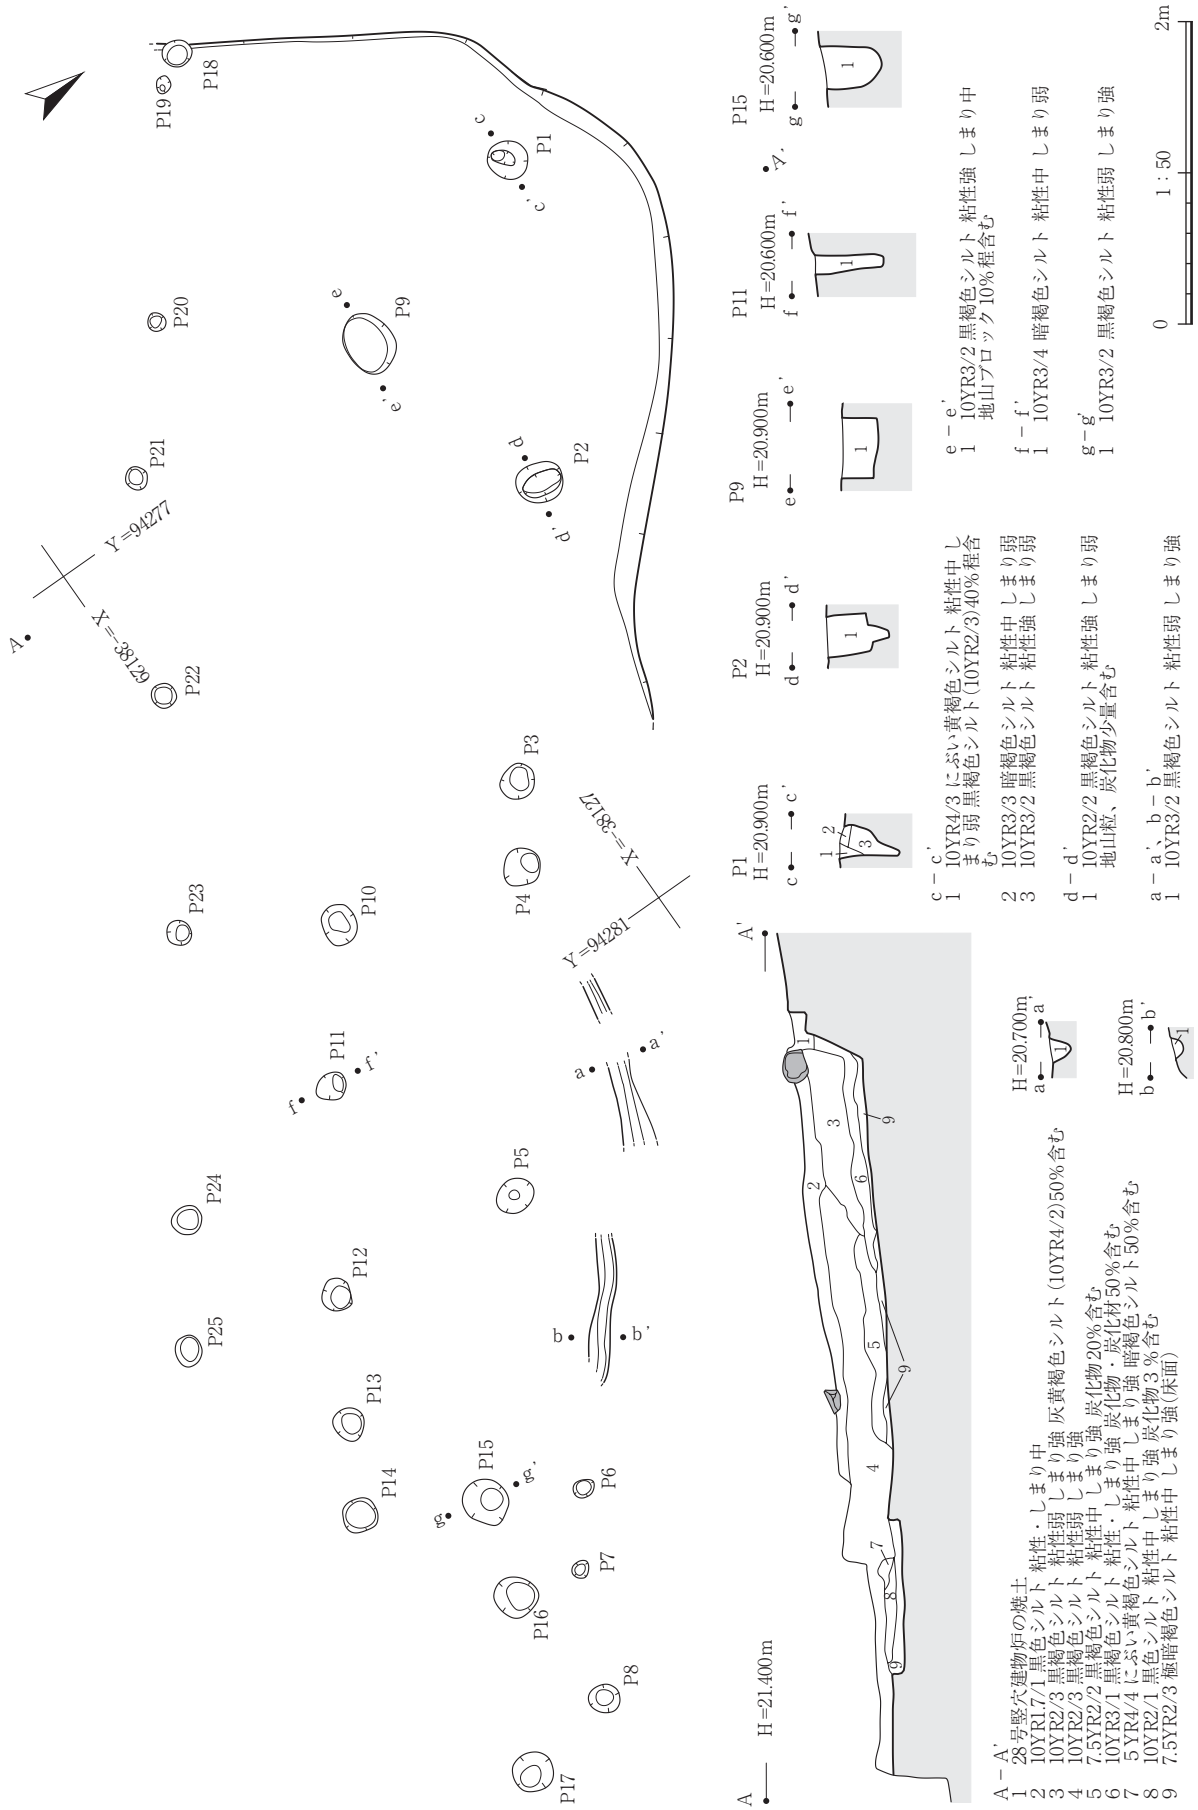 P18
P19
c
P1
c'
P20
e
P9
e'
P21
d
P2
d'
Y=94277
X=-38129
A
P22
P3
P4
X=-38127
Y=94281
P23
P10
P11
f
f'
a
a'
P24
P5
P12
b
b'
P25
P13
P14
P15
g
g'
P6
P7
P16
P8
P17
A'
A
H=21.400m
A'
1
2
3
6
9
5
9
4
7
8
9
P1
H=20.900m
c
c'
1
2
3
P2
H=20.900m
d
d'
1
P9
H=20.900m
e
e'
1
P11
H=20.600m
f
f'
1
P15
H=20.600m
g
g'
1
H=20.700m
a
a'
1
H=20.800m
b
b'
1
A-A'
1 28号竪穴建物炉の焼土
2 10YR1.7/1 黒色シルト 粘性・しまり中
3 10YR2/3 黒褐色シルト 粘性弱 しまり強 灰黄褐色シルト(10YR4/2)50%含む
4 10YR2/3 黒褐色シルト 粘性弱 しまり強
5 7.5YR2/2 黒褐色シルト 粘性中 しまり強 炭化物20%含む
6 10YR3/1 黒褐色シルト 粘性・しまり強 炭化物・炭化材50%含む
7 5YR4/4 にぶい黄褐色シルト 粘性中 しまり強 暗褐色シルト50%含む
8 10YR2/1 黒色シルト 粘性中 しまり強 炭化物3%含む
9 7.5YR2/3 極暗褐色シルト 粘性中 しまり強(床面)
c-c'
1 10YR4/3 にぶい黄褐色シルト 粘性中 し
まり弱 黒褐色シルト(10YR2/3)40%程含
む
2 10YR3/3 暗褐色シルト 粘性中 しまり弱
3 10YR3/2 黒褐色シルト 粘性強 しまり弱
d-d'
1 10YR2/2 黒褐色シルト 粘性強 しまり弱
地山粒、炭化物少量含む
a-a'、b-b'
1 10YR3/2 黒褐色シルト 粘性弱 しまり強
e-e'
1 10YR3/2 黒褐色シルト 粘性強 しまり中
地山ブロック10%程含む
f-f'
1 10YR3/4 暗褐色シルト 粘性中 しまり弱
g-g'
1 10YR3/2 黒褐色シルト 粘性弱 しまり強
0
1:50
2m